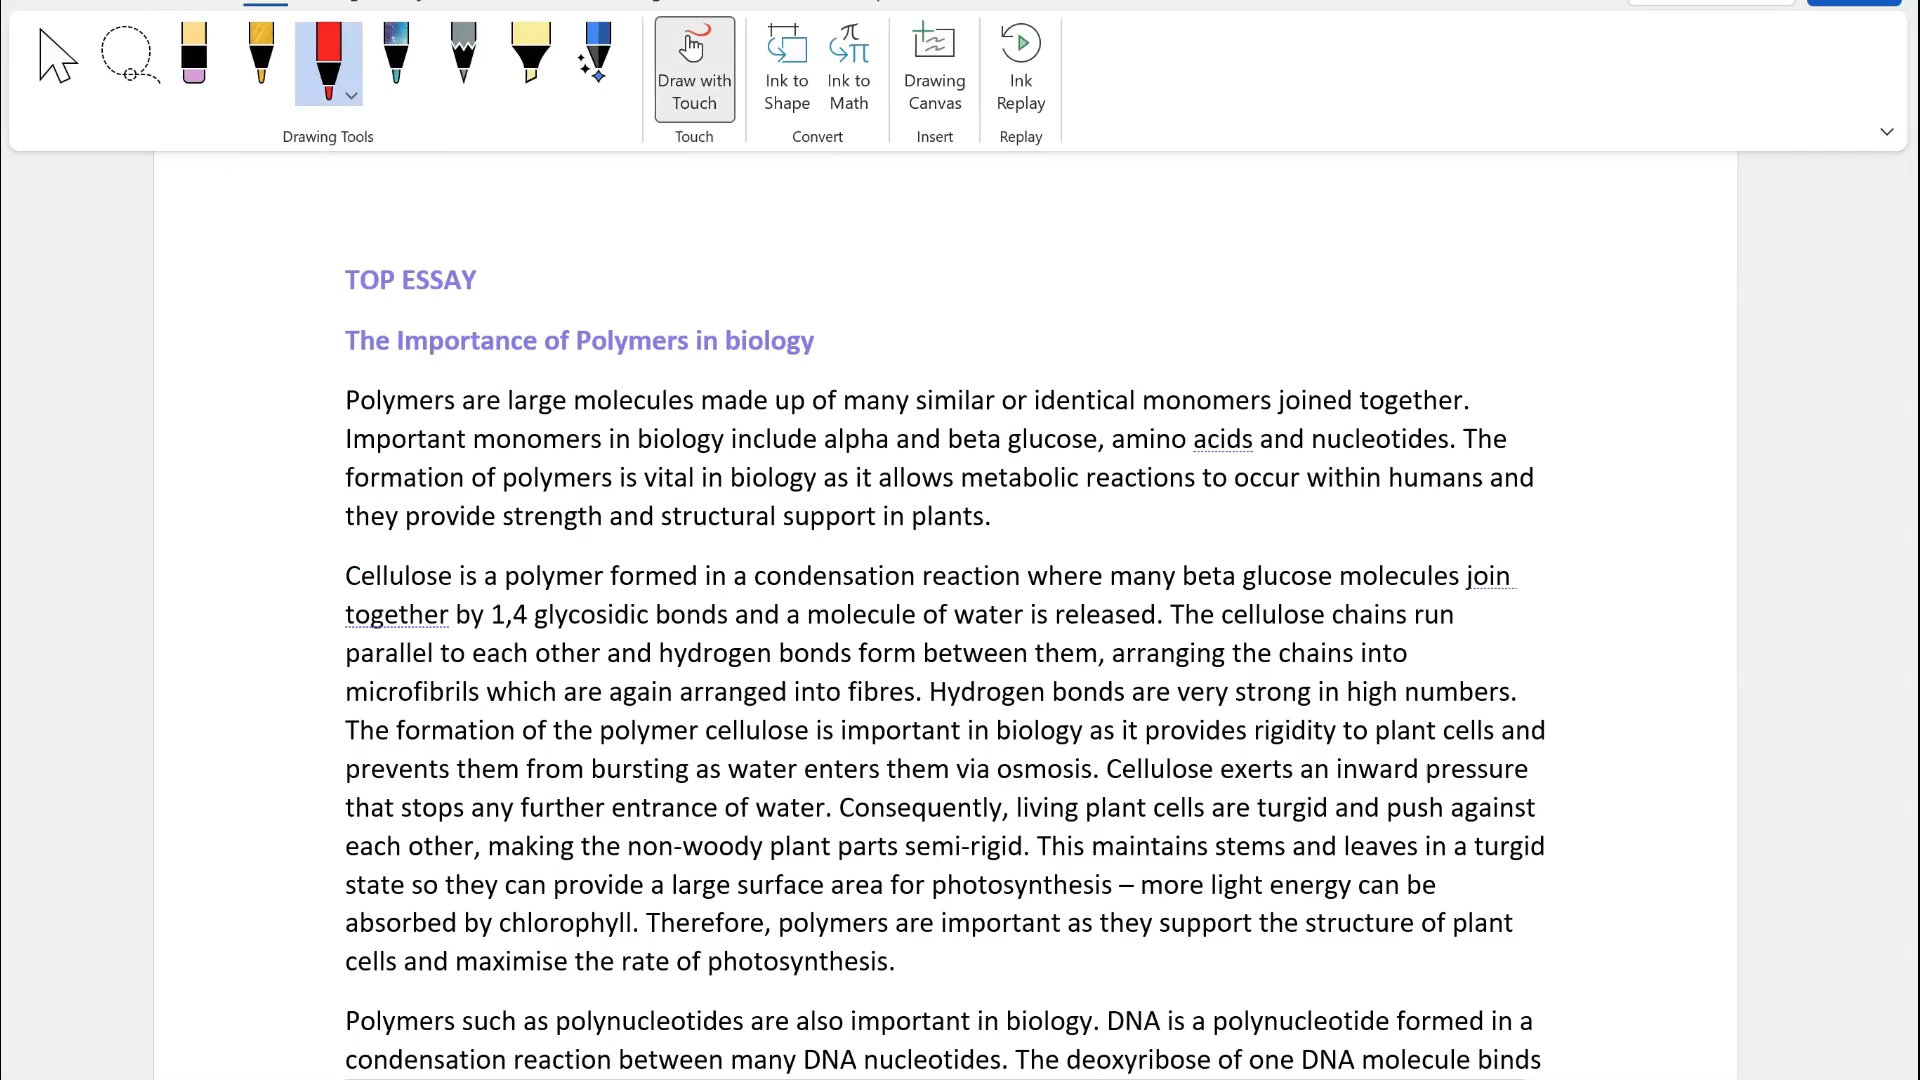 Draw with
Touch
Ink to
Shape
Ink to
Math
Drawing
Canvas
Ink
Replay
Drawing Tools
Touch
Convert
Insert
Replay
TOP ESSAY
The Importance of Polymers in biology
Polymers are large molecules made up of many similar or identical monomers joined together.
Important monomers in biology include alpha and beta glucose, amino acids and nucleotides. The
formation of polymers is vital in biology as it allows metabolic reactions to occur within humans and
they provide strength and structural support in plants.
Cellulose is a polymer formed in a condensation reaction where many beta glucose molecules join
together by 1,4 glycosidic bonds and a molecule of water is released. The cellulose chains run
parallel to each other and hydrogen bonds form between them, arranging the chains into
microfibrils which are again arranged into fibres. Hydrogen bonds are very strong in high numbers.
The formation of the polymer cellulose is important in biology as it provides rigidity to plant cells and
prevents them from bursting as water enters them via osmosis. Cellulose exerts an inward pressure
that stops any further entrance of water. Consequently, living plant cells are turgid and push against
each other, making the non-woody plant parts semi-rigid. This maintains stems and leaves in a turgid
state so they can provide a large surface area for photosynthesis – more light energy can be
absorbed by chlorophyll. Therefore, polymers are important as they support the structure of plant
cells and maximise the rate of photosynthesis.
Polymers such as polynucleotides are also important in biology. DNA is a polynucleotide formed in a
condensation reaction between many DNA nucleotides. The deoxyribose of one DNA molecule binds